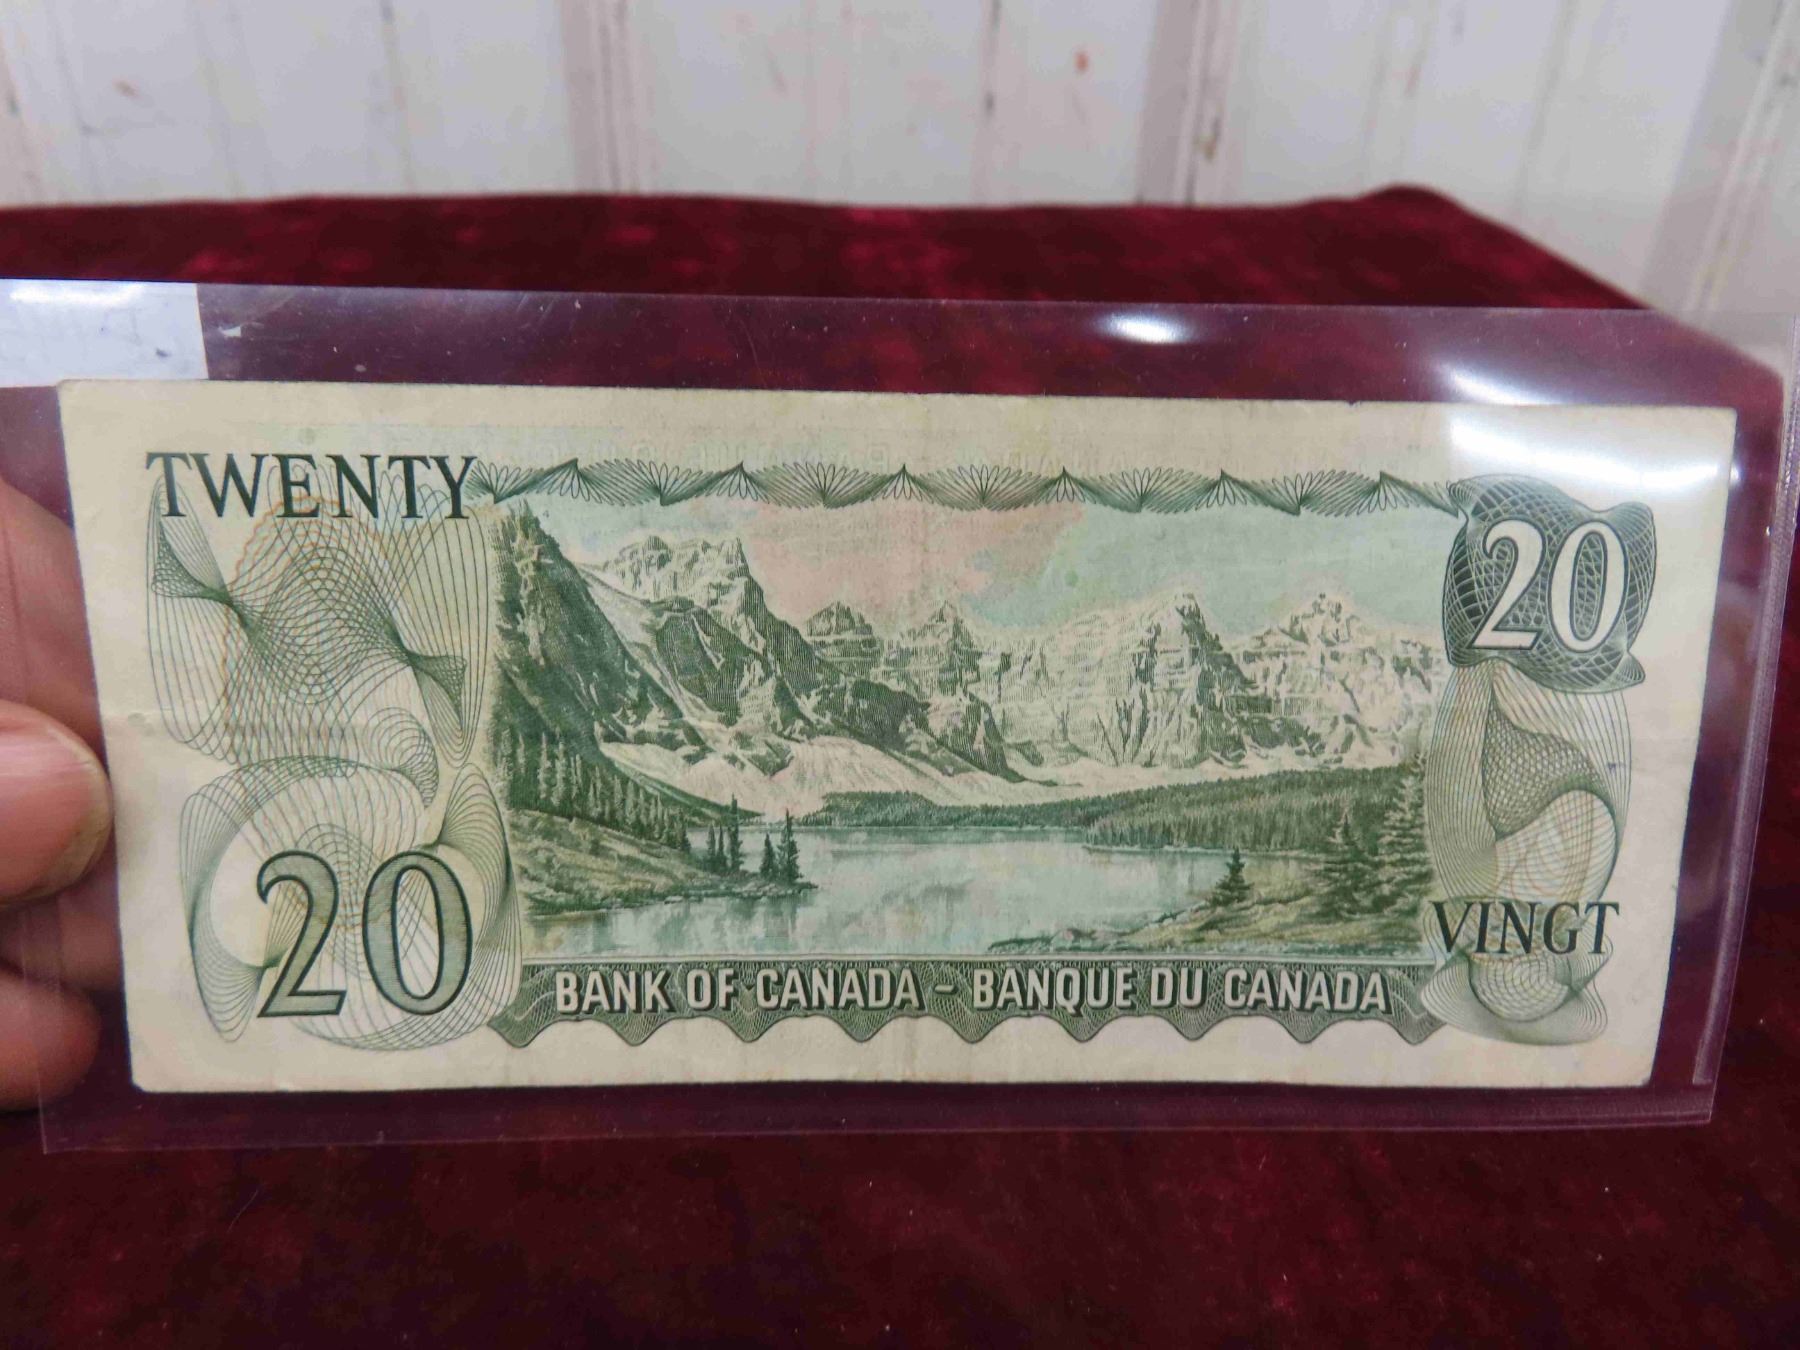 TWENTY
20
20
VINGT
BANK OF CANADA – BANQUE DU CANADA